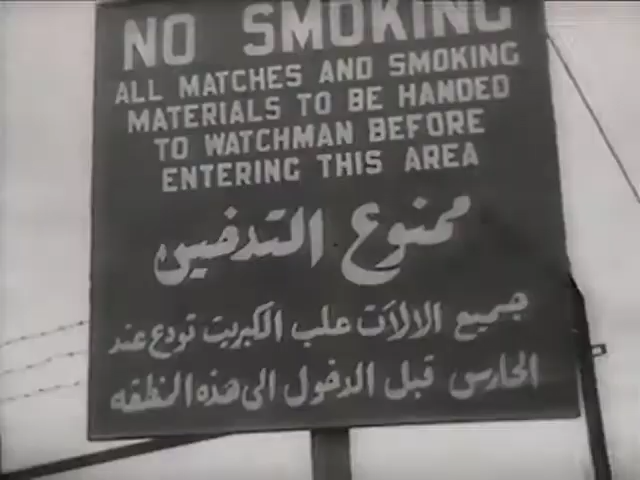 NO SMOKING
ALL MATCHES AND SMOKING
MATERIALS TO BE HANDED
TO WATCHMAN BEFORE
ENTERING THIS AREA
ممنوع التدخين
جميع الالات علب الكبريت تودع عند
الحارس قبل الدخول الى هذه المنطقه